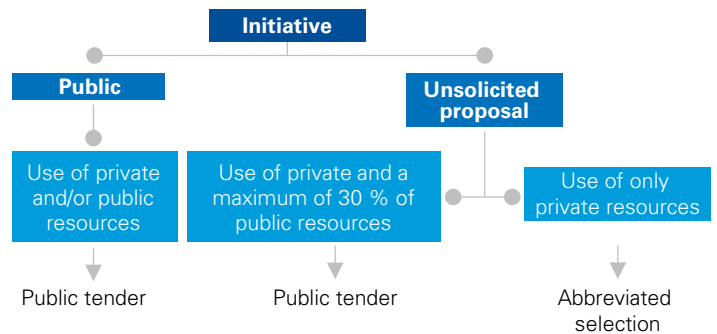 Initiative
Public
Unsolicited
proposal
Use of private
and/or public
resources
Use of private and a
maximum of 30 % of
public resources
Use of only
private resources
Public tender
Public tender
Abbreviated
selection